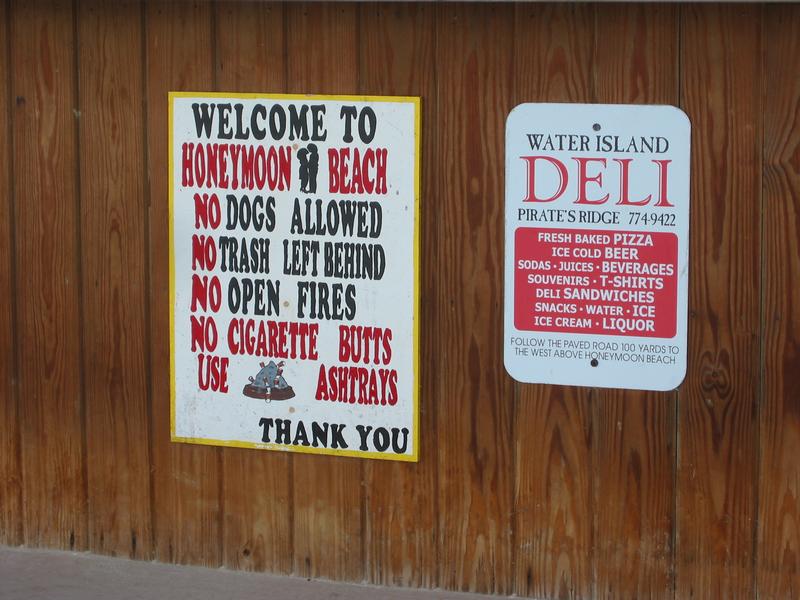 WELCOME TO
HONEYMOON BEACH
NO DOGS ALLOWED
NO TRASH LEFT BEHIND
NO OPEN FIRES
NO CIGARETTE BUTTS
USE ASHTRAYS
THANK YOU
WATER ISLAND
DELI
PIRATE'S RIDGE 774-9422
FRESH BAKED PIZZA
ICE COLD BEER
SODAS · JUICES · BEVERAGES
SOUVENIRS · T-SHIRTS
DELI SANDWICHES
SNACKS · WATER · ICE
ICE CREAM · LIQUOR
FOLLOW THE PAVED ROAD 100 YARDS TO
THE WEST ABOVE HONEYMOON BEACH